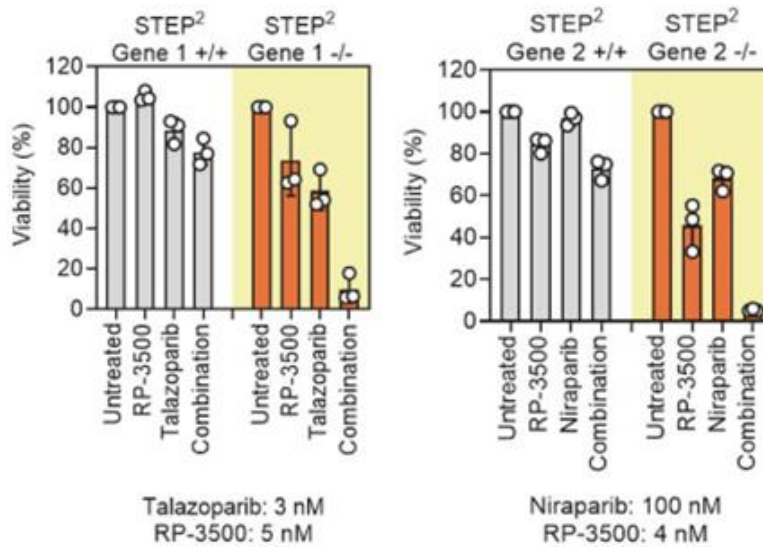 STEP²
Gene 1 +/+
STEP²
Gene 1 -/-
120
100
80
60
40
20
0
Viability (%)
Untreated
RP-3500
Talazoparib
Combination
Untreated
RP-3500
Talazoparib
Combination
Talazoparib: 3 nM
RP-3500: 5 nM
STEP²
Gene 2 +/+
STEP²
Gene 2 -/-
120
100
80
60
40
20
0
Viability (%)
Untreated
RP-3500
Niraparib
Combination
Untreated
RP-3500
Niraparib
Combination
Niraparib: 100 nM
RP-3500: 4 nM